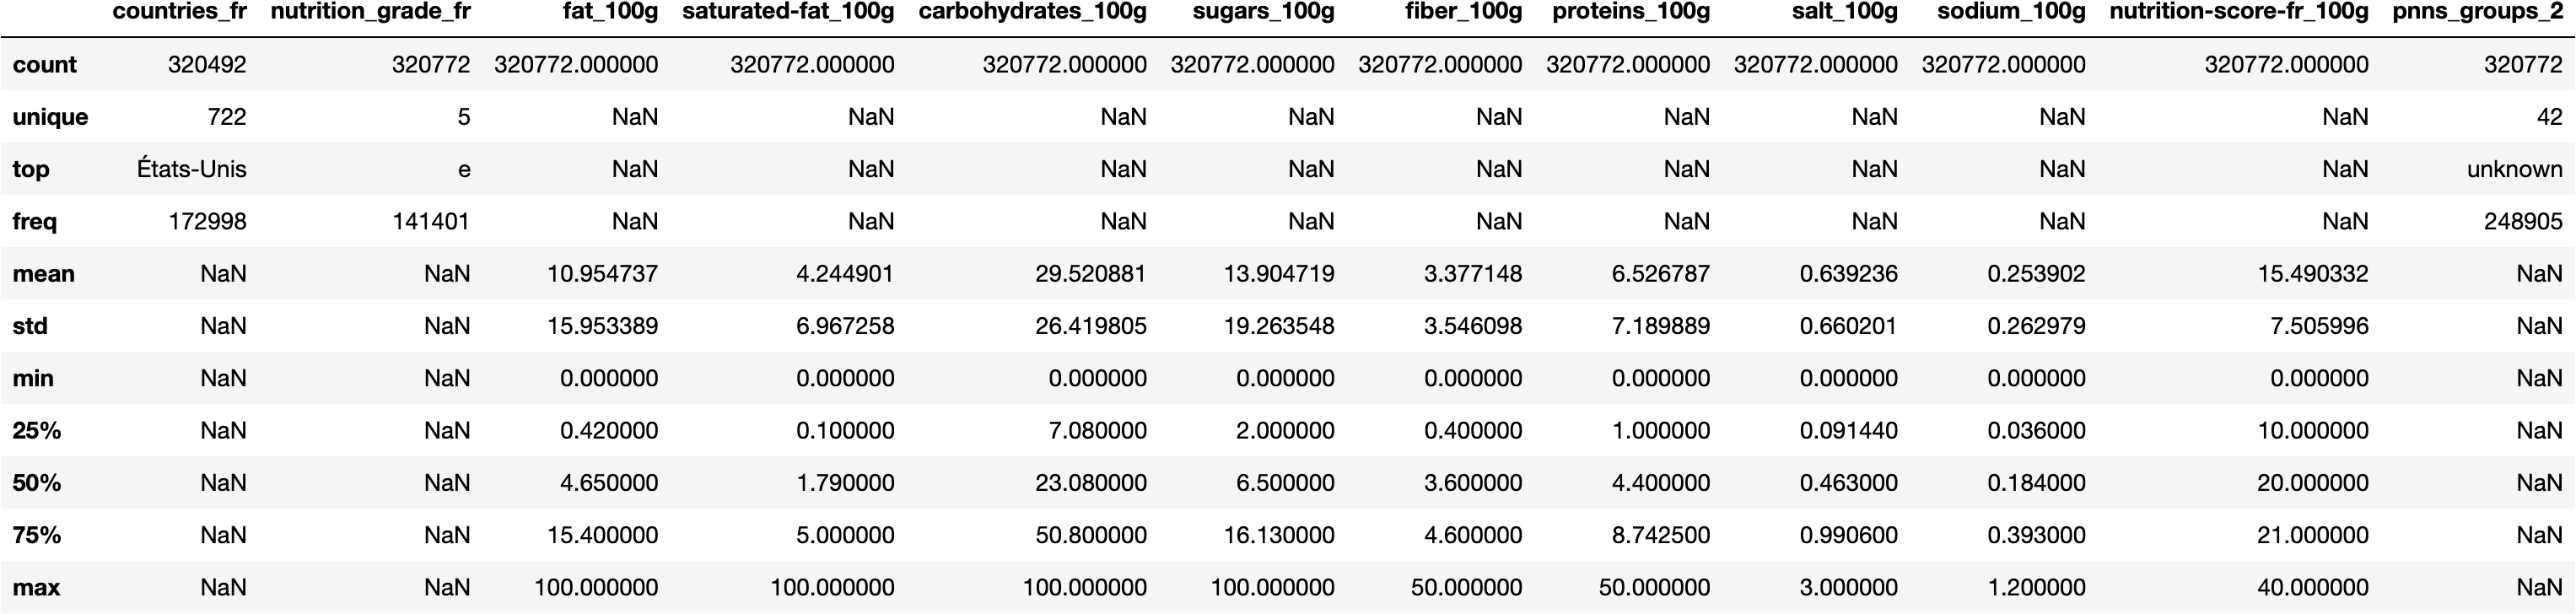 countries_fr nutrition_grade_fr fat_100g saturated-fat_100g carbohydrates_100g sugars_100g fiber_100g proteins_100g salt_100g sodium_100g nutrition-score-fr_100g pnns_groups_2
count 320492 320772 320772.000000 320772.000000 320772.000000 320772.000000 320772.000000 320772.000000 320772.000000 320772.000000 320772.000000 320772
unique 722 5 NaN NaN NaN NaN NaN NaN NaN NaN NaN 42
top États-Unis e NaN NaN NaN NaN NaN NaN NaN NaN NaN unknown
freq 172998 141401 NaN NaN NaN NaN NaN NaN NaN NaN NaN 248905
mean NaN NaN 10.954737 4.244901 29.520881 13.904719 3.377148 6.526787 0.639236 0.253902 15.490332 NaN
std NaN NaN 15.953389 6.967258 26.419805 19.263548 3.546098 7.189889 0.660201 0.262979 7.505996 NaN
min NaN NaN 0.000000 0.000000 0.000000 0.000000 0.000000 0.000000 0.000000 0.000000 0.000000 NaN
25% NaN NaN 0.420000 0.100000 7.080000 2.000000 0.400000 1.000000 0.091440 0.036000 10.000000 NaN
50% NaN NaN 4.650000 1.790000 23.080000 6.500000 3.600000 4.400000 0.463000 0.184000 20.000000 NaN
75% NaN NaN 15.400000 5.000000 50.800000 16.130000 4.600000 8.742500 0.990600 0.393000 21.000000 NaN
max NaN NaN 100.000000 100.000000 100.000000 100.000000 50.000000 50.000000 3.000000 1.200000 40.000000 NaN